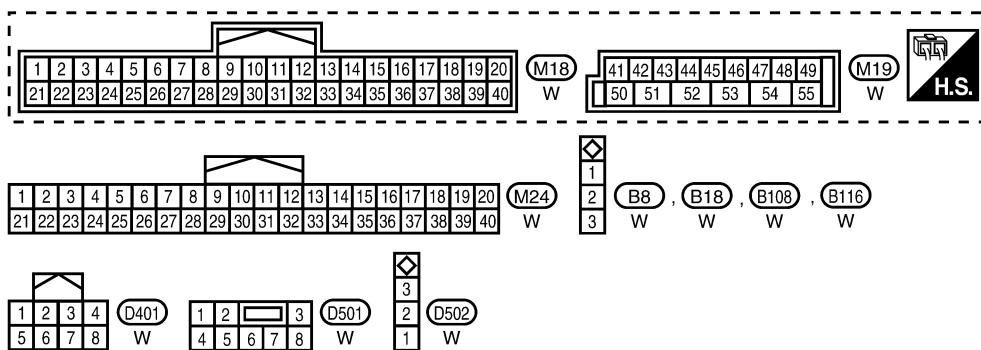 1 2 3 4 5 6 7 8 9 10 11 12 13 14 15 16 17 18 19 20 M18 41 42 43 44 45 46 47 48 49 M19
21 22 23 24 25 26 27 28 29 30 31 32 33 34 35 36 37 38 39 40 W 50 51 52 53 54 55 W H.S.
1
1 2 3 4 5 6 7 8 9 10 11 12 13 14 15 16 17 18 19 20 M24 2 B8 , B18 , B108 , B116
21 22 23 24 25 26 27 28 29 30 31 32 33 34 35 36 37 38 39 40 W 3 W W W W
3
1 2 3 4 D401 1 2 3 D501 2 D502
5 6 7 8 W 4 5 6 7 8 W 1 W